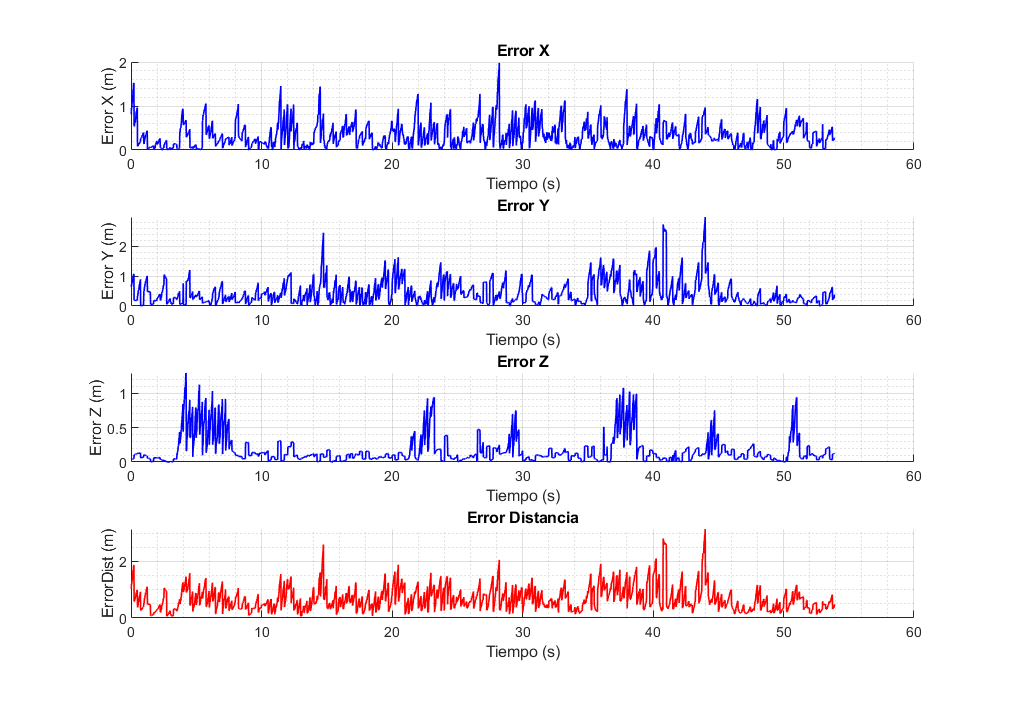 Error X
Error X (m)
2
1
0
0 10 20 30 40 50 60
Tiempo (s)
Error Y
Error Y (m)
2
1
0
0 10 20 30 40 50 60
Tiempo (s)
Error Z
Error Z (m)
1
0.5
0
0 10 20 30 40 50 60
Tiempo (s)
Error Distancia
ErrorDist (m)
2
0
0 10 20 30 40 50 60
Tiempo (s)